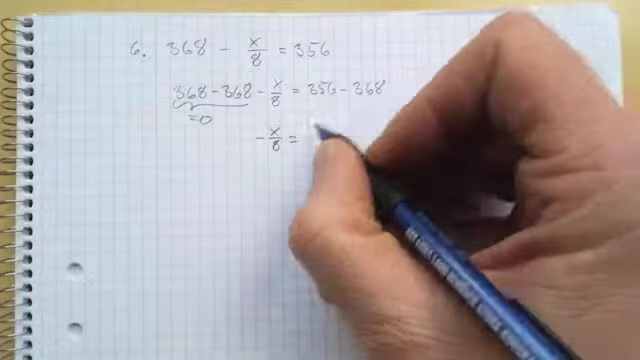 6. 368 - x/8 = 356
368 - 368 - x/8 = 356 - 368
=0
- x/8 =